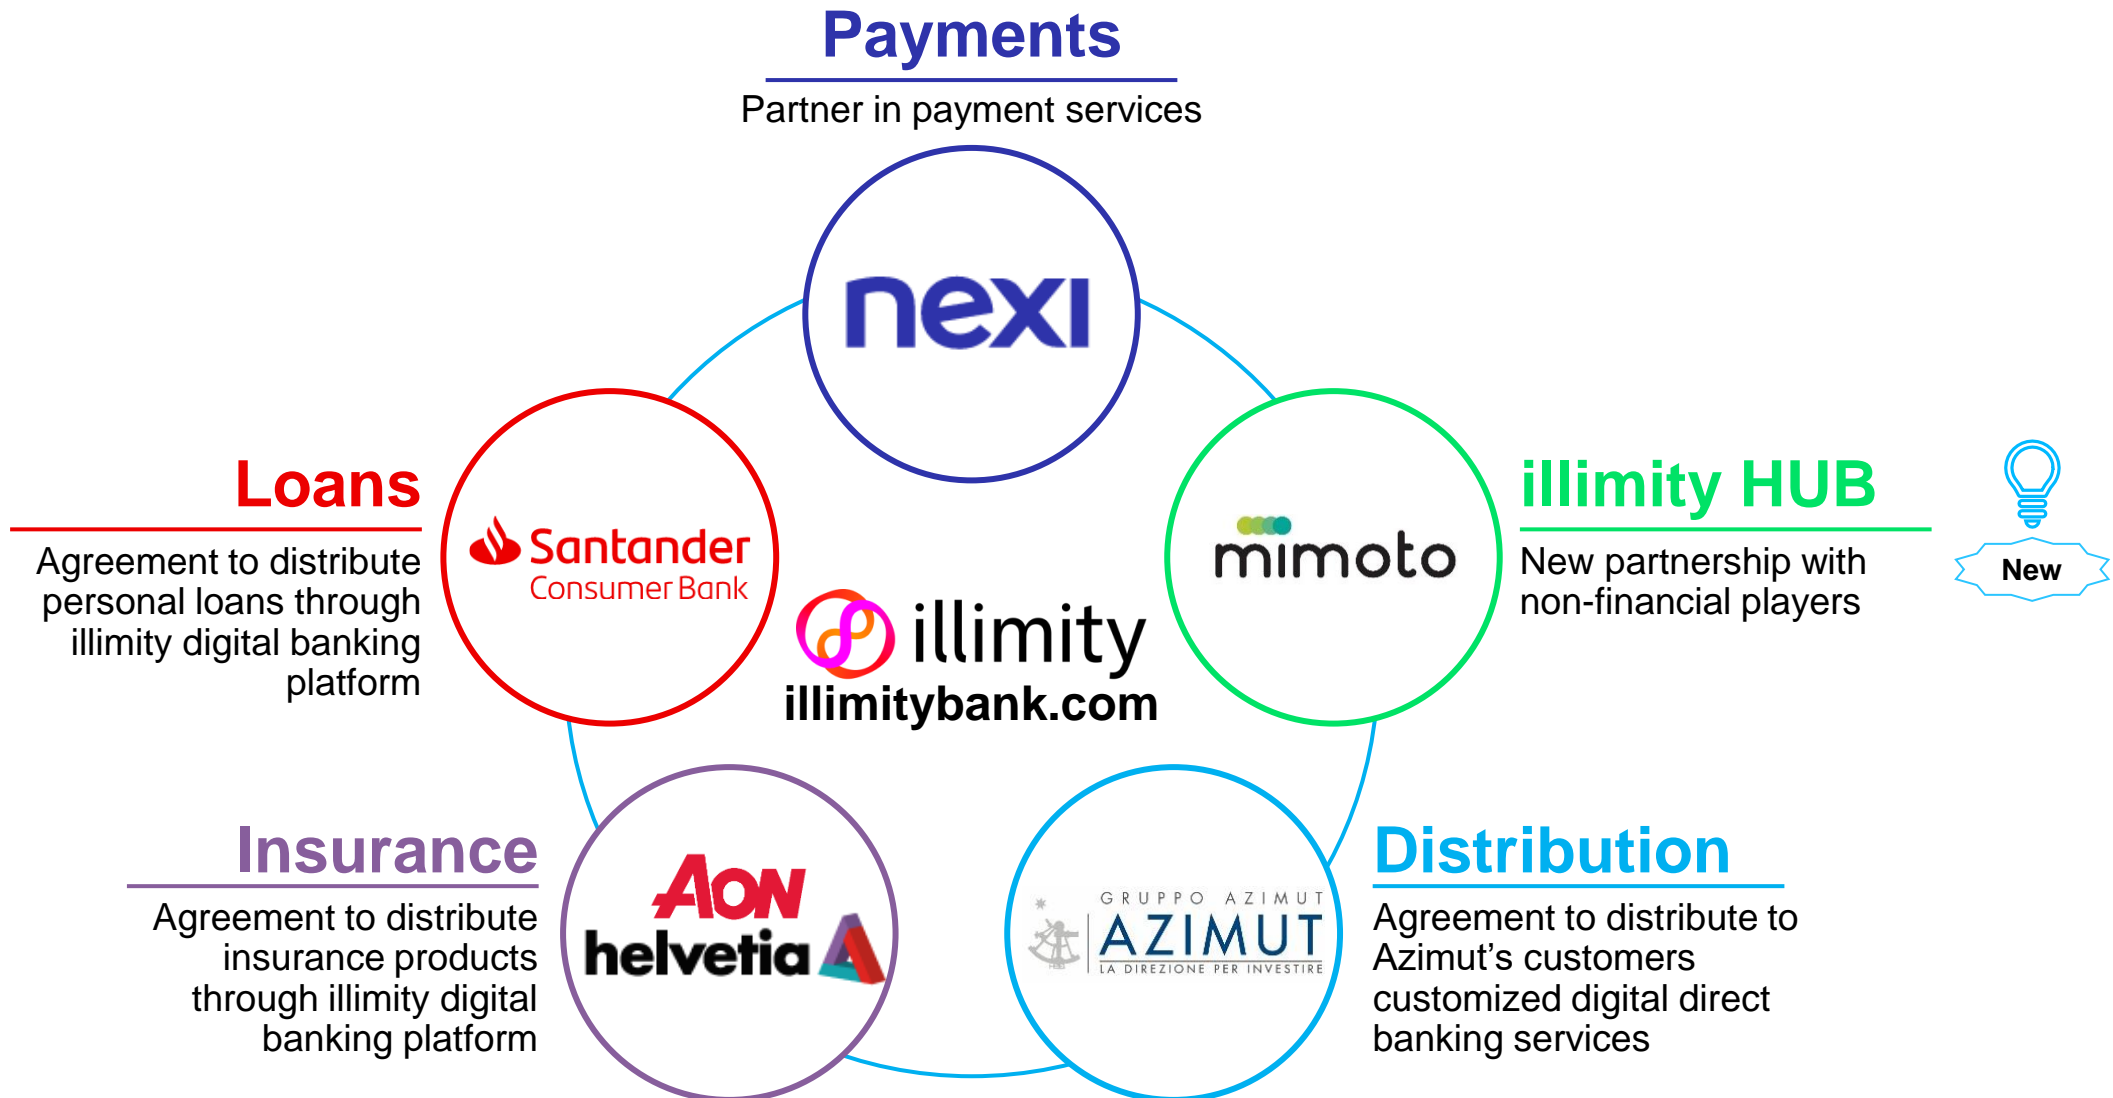 Payments
Partner in payment services
nexi
Loans
Agreement to distribute
personal loans through
illimity digital banking
platform
Santander
Consumer Bank
mimoto
illimity HUB
New partnership with
non-financial players
New
illimity
illimitybank.com
Insurance
Agreement to distribute
insurance products
through illimity digital
banking platform
AON
helvetia
GRUPPO AZIMUT
AZIMUT
LA DIREZIONE PER INVESTIRE
Distribution
Agreement to distribute to
Azimut’s customers
customized digital direct
banking services